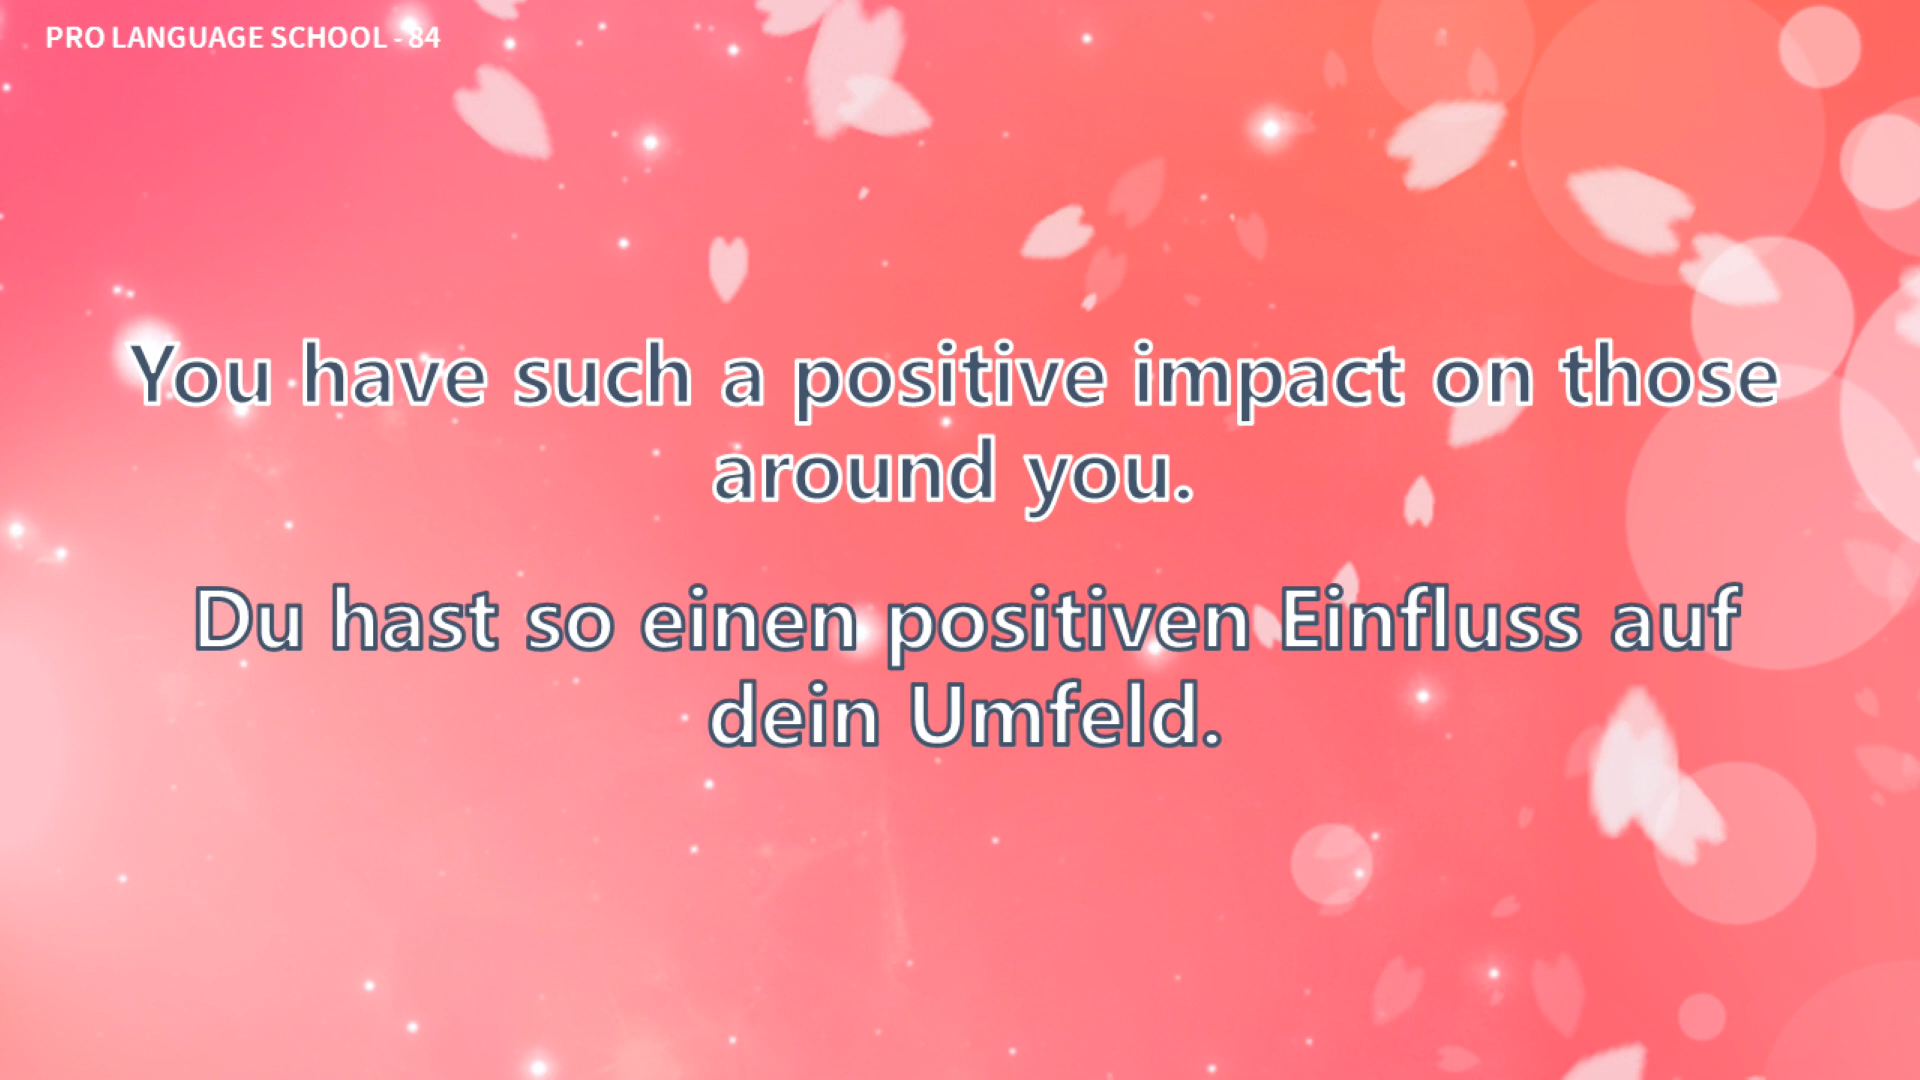 PRO LANGUAGE SCHOOL - 84
You have such a positive impact on those
around you.
Du hast so einen positiven Einfluss auf
dein Umfeld.